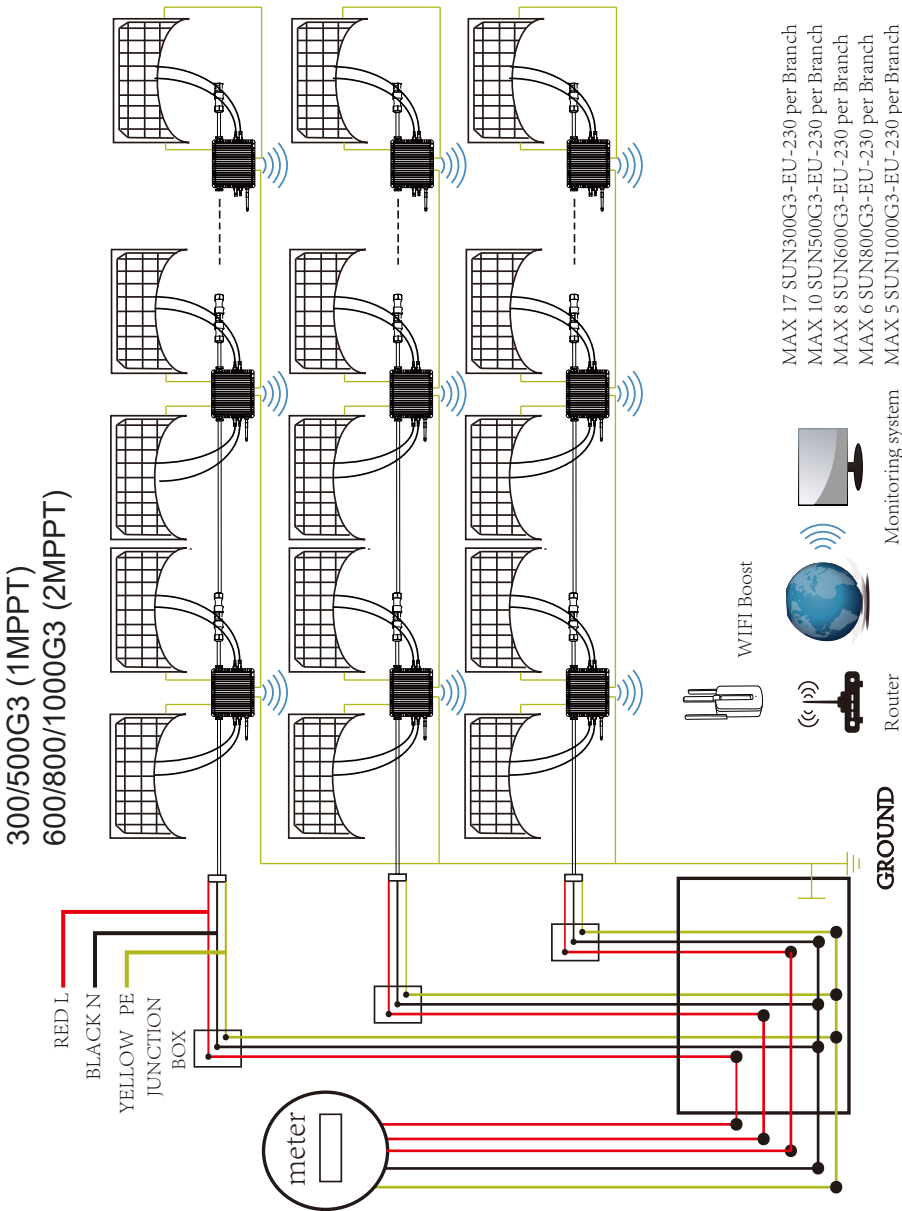 300/500G3 (1MPPT)
600/800/1000G3 (2MPPT)
RED L
BLACK N
YELLOW PE
JUNCTION
BOX
meter
GROUND
WIFI Boost
Router
Monitoring system
MAX 17 SUN300G3-EU-230 per Branch
MAX 10 SUN500G3-EU-230 per Branch
MAX 8 SUN600G3-EU-230 per Branch
MAX 6 SUN800G3-EU-230 per Branch
MAX 5 SUN1000G3-EU-230 per Branch